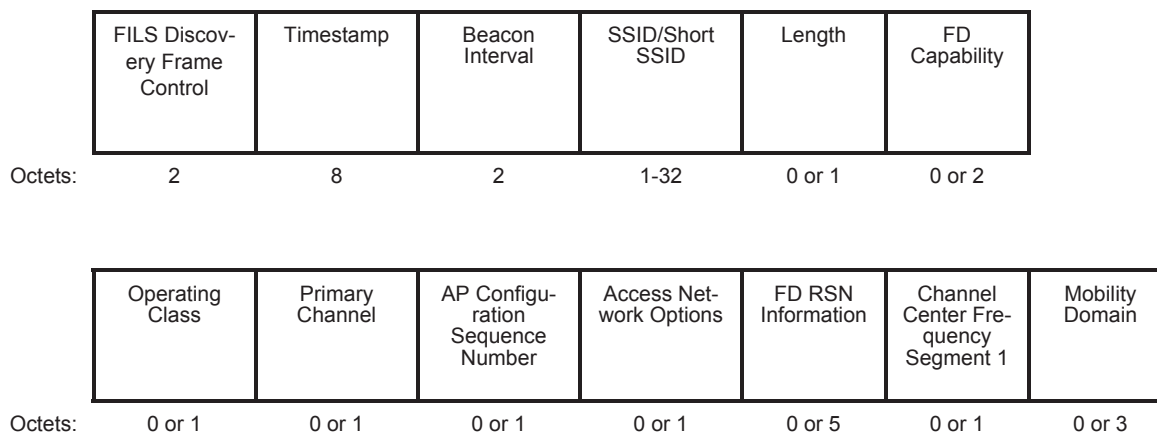 FILS Discov-
ery Frame
Control
Timestamp
Beacon
Interval
SSID/Short
SSID
Length
FD
Capability
Octets: 2 8 2 1-32 0 or 1 0 or 2
Operating
Class
Primary
Channel
AP Configu-
ration
Sequence
Number
Access Net-
work Options
FD RSN
Information
Channel
Center Fre-
quency
Segment 1
Mobility
Domain
Octets: 0 or 1 0 or 1 0 or 1 0 or 1 0 or 5 0 or 1 0 or 3